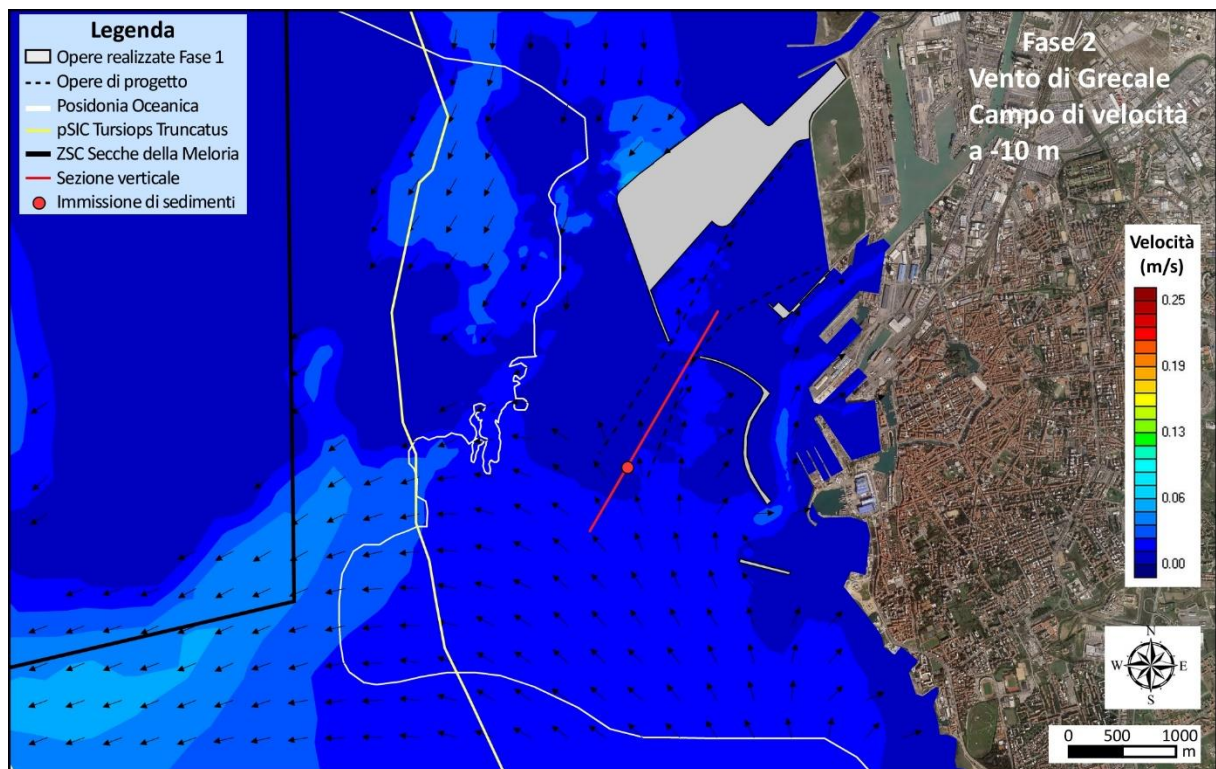 Legenda
Opere realizzate Fase 1
Opere di progetto
Posidonia Oceanica
pSIC Tursiops Truncatus
ZSC Secche della Meloria
Sezione verticale
Immissione di sedimenti
Fase 2
Vento di Grecale
Campo di velocità
a -10 m
Velocità
(m/s)
0.25
0.19
0.13
0.06
0.00
N
W E
S
0 500 1000
m